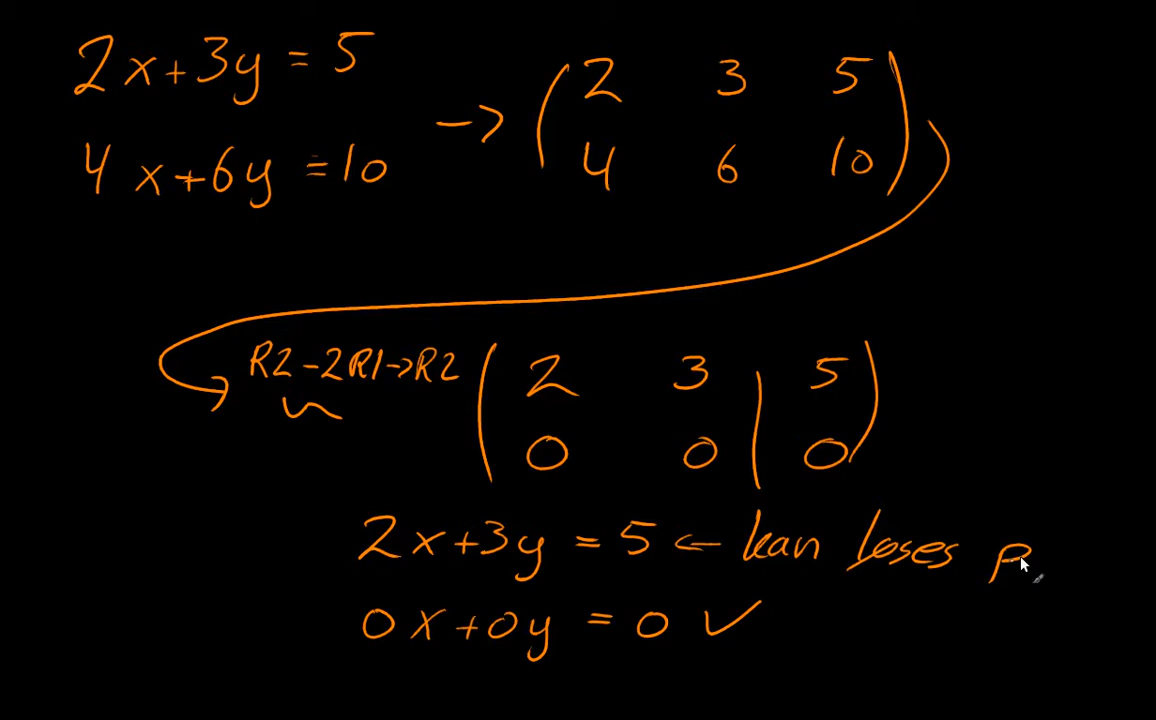 2x+3y=5 -> (2 3 5
4x+6y=10 4 6 10)
R2-2R1->R2 (2 3 | 5
0 0 | 0)
2x+3y=5 <- kan løses p
0x+0y=0 ✓